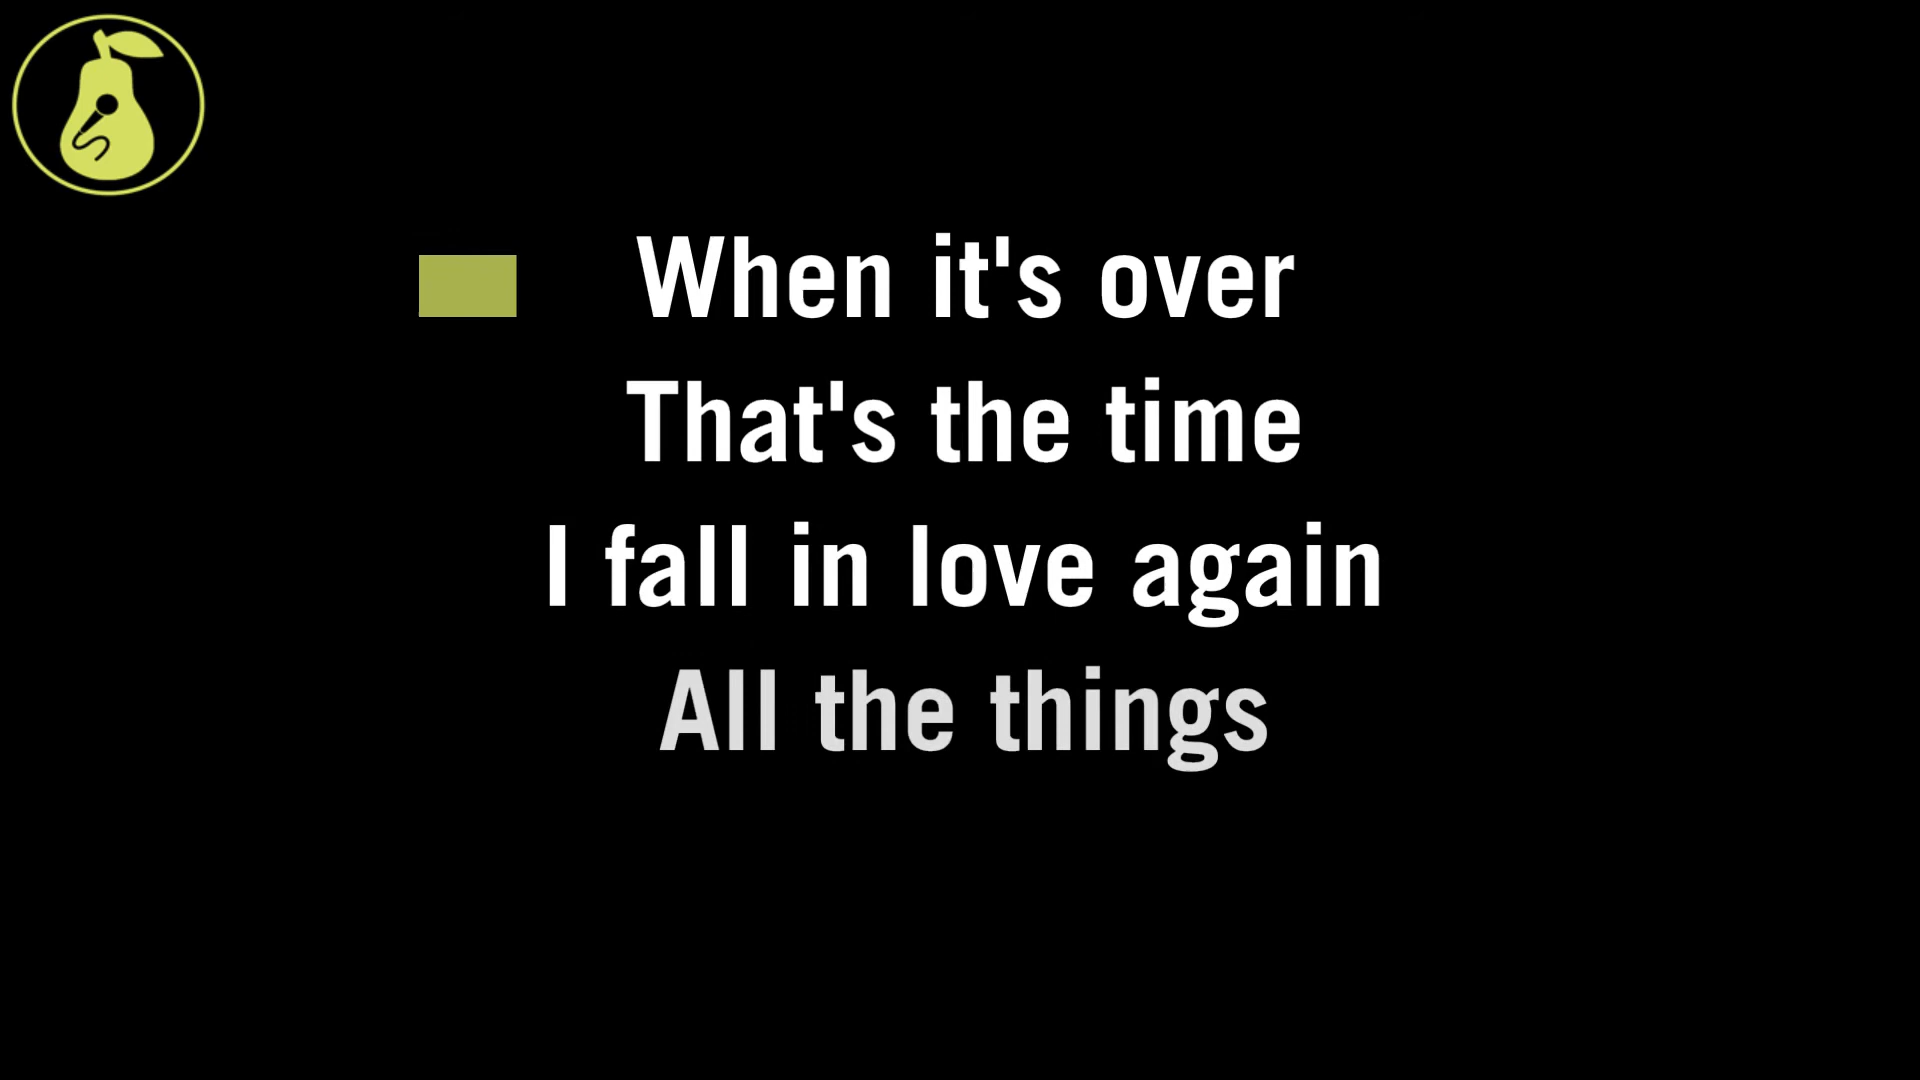 When it's over
That's the time
I fall in love again
All the things